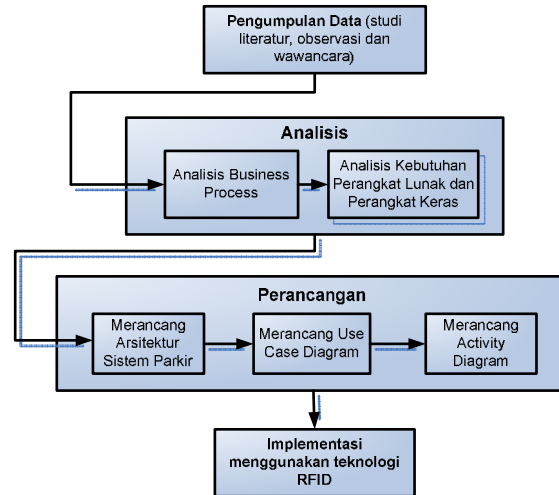 Pengumpulan Data (studi
literatur, observasi dan
wawancara)
Analisis
Analisis Business
Process
Analisis Kebutuhan
Perangkat Lunak dan
Perangkat Keras
Perancangan
Merancang
Arsitektur
Sistem Parkir
Merancang Use
Case Diagram
Merancang
Activity
Diagram
Implementasi
menggunakan teknologi
RFID